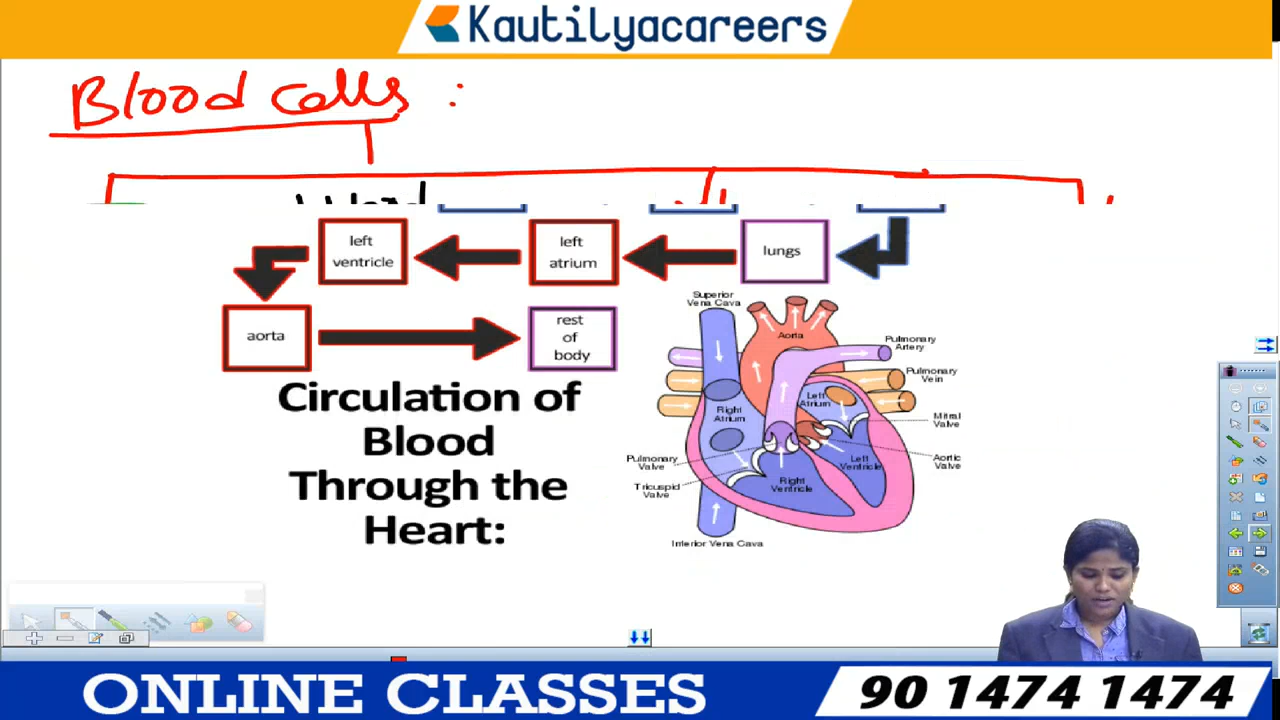 Kautilyacareers
Blood cells :
left
ventricle
left
atrium
lungs
aorta
rest
of
body
Circulation of
Blood
Through the
Heart:
Superior
Vena Cava
Aorta
Pulmonary
Artery
Pulmonary
Vein
Left
Atrium
Right
Atrium
Mitral
Valve
Pulmonary
Valve
Aortic
Valve
Left
Ventricle
Tricuspid
Valve
Right
Ventricle
Interior Vena Cava
ONLINE CLASSES
90 1474 1474